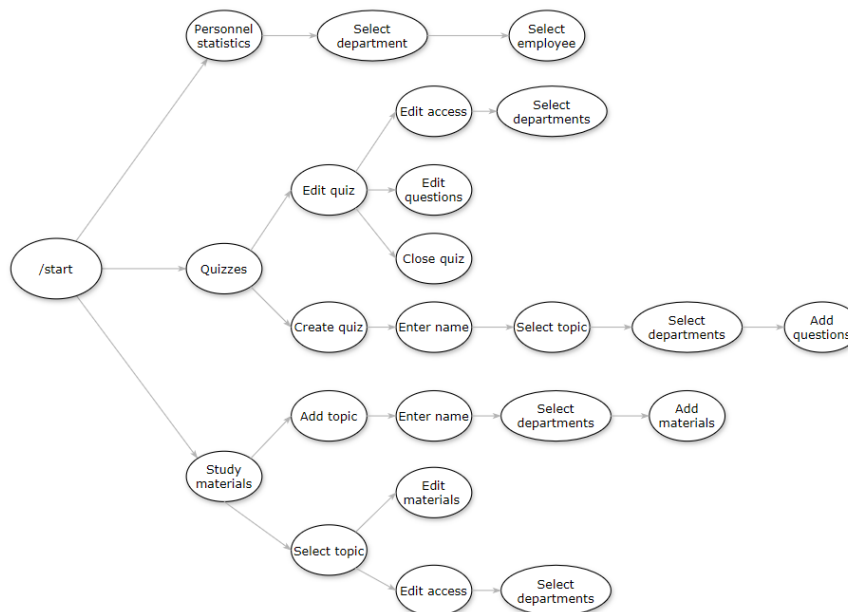 Personnel
statistics
Select
department
Select
employee
Edit access
Select
departments
Edit quiz
Edit
questions
Close quiz
/start
Quizzes
Create quiz
Enter name
Select topic
Select
departments
Add
questions
Add topic
Enter name
Select
departments
Add
materials
Study
materials
Edit
materials
Select topic
Edit access
Select
departments